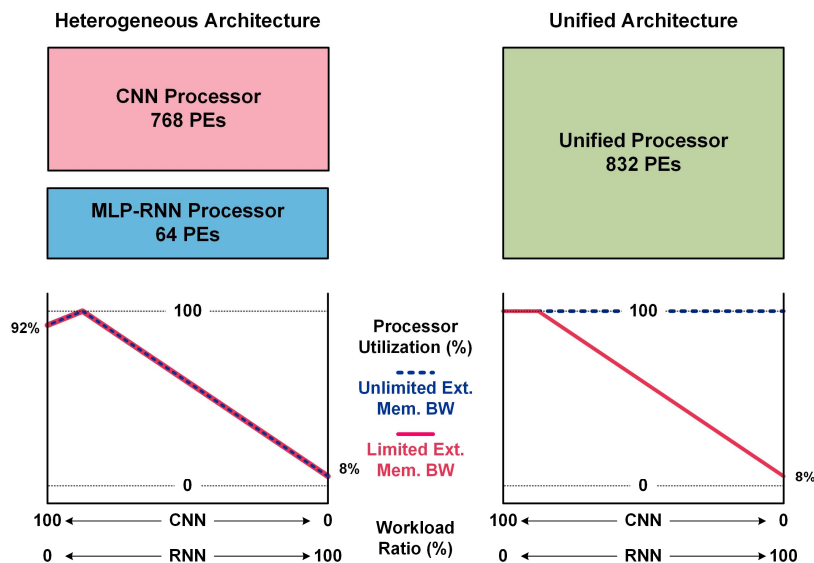 Heterogeneous Architecture
CNN Processor
768 PEs
MLP-RNN Processor
64 PEs
Unified Architecture
Unified Processor
832 PEs
100
92%
8%
0
100 CNN 0
0 RNN 100
Processor
Utilization (%)
Unlimited Ext.
Mem. BW
Limited Ext.
Mem. BW
Workload
Ratio (%)
100
8%
0
100 CNN 0
0 RNN 100